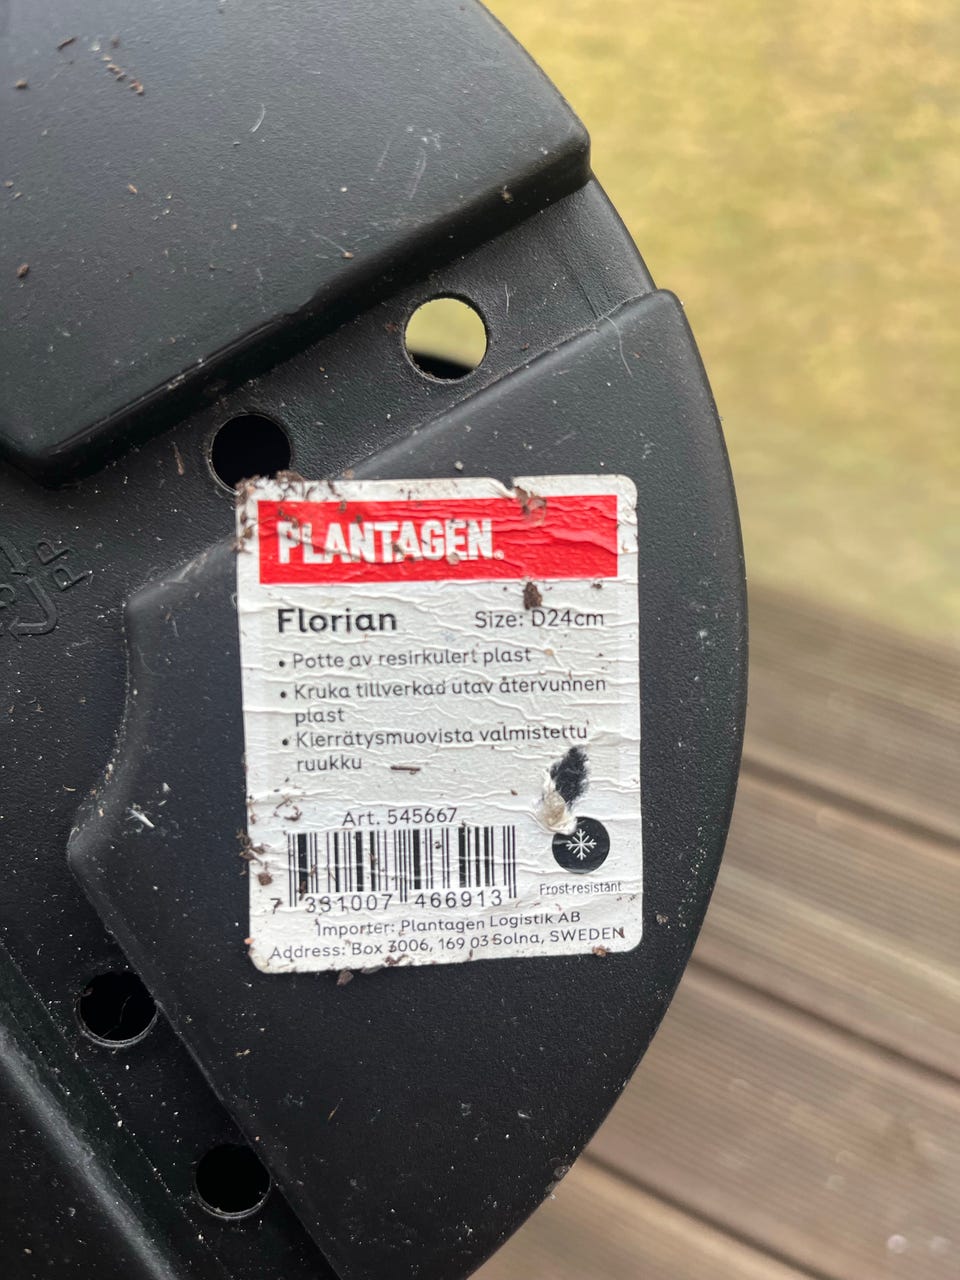 PLANTAGEN.
Florian Size: D24cm
• Potte av resirkulert plast
• Kruka tillverkad utav återvunnen
plast
• Kierrätysmuovista valmistettu
ruukku
Art. 545667
7 331007 466913
Frost-resistant
Importer: Plantagen Logistik AB
Address: Box 3006, 169 03 Solna, SWEDEN
PP